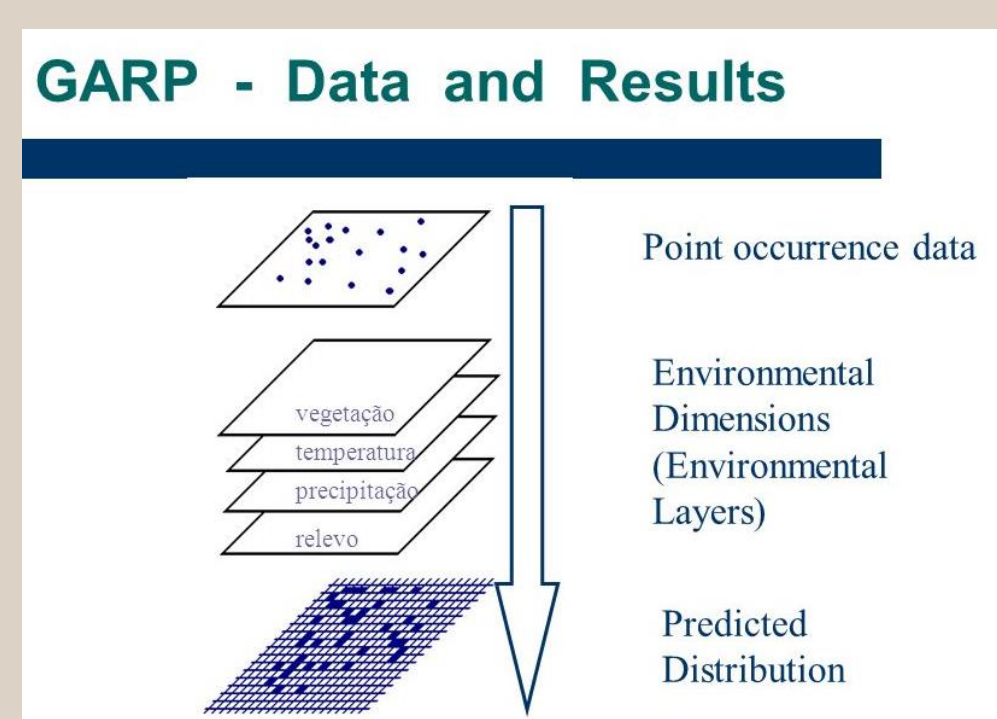 GARP - Data and Results
Point occurrence data
vegetação
temperatura
precipitação
relevo
Environmental
Dimensions
(Environmental
Layers)
Predicted
Distribution